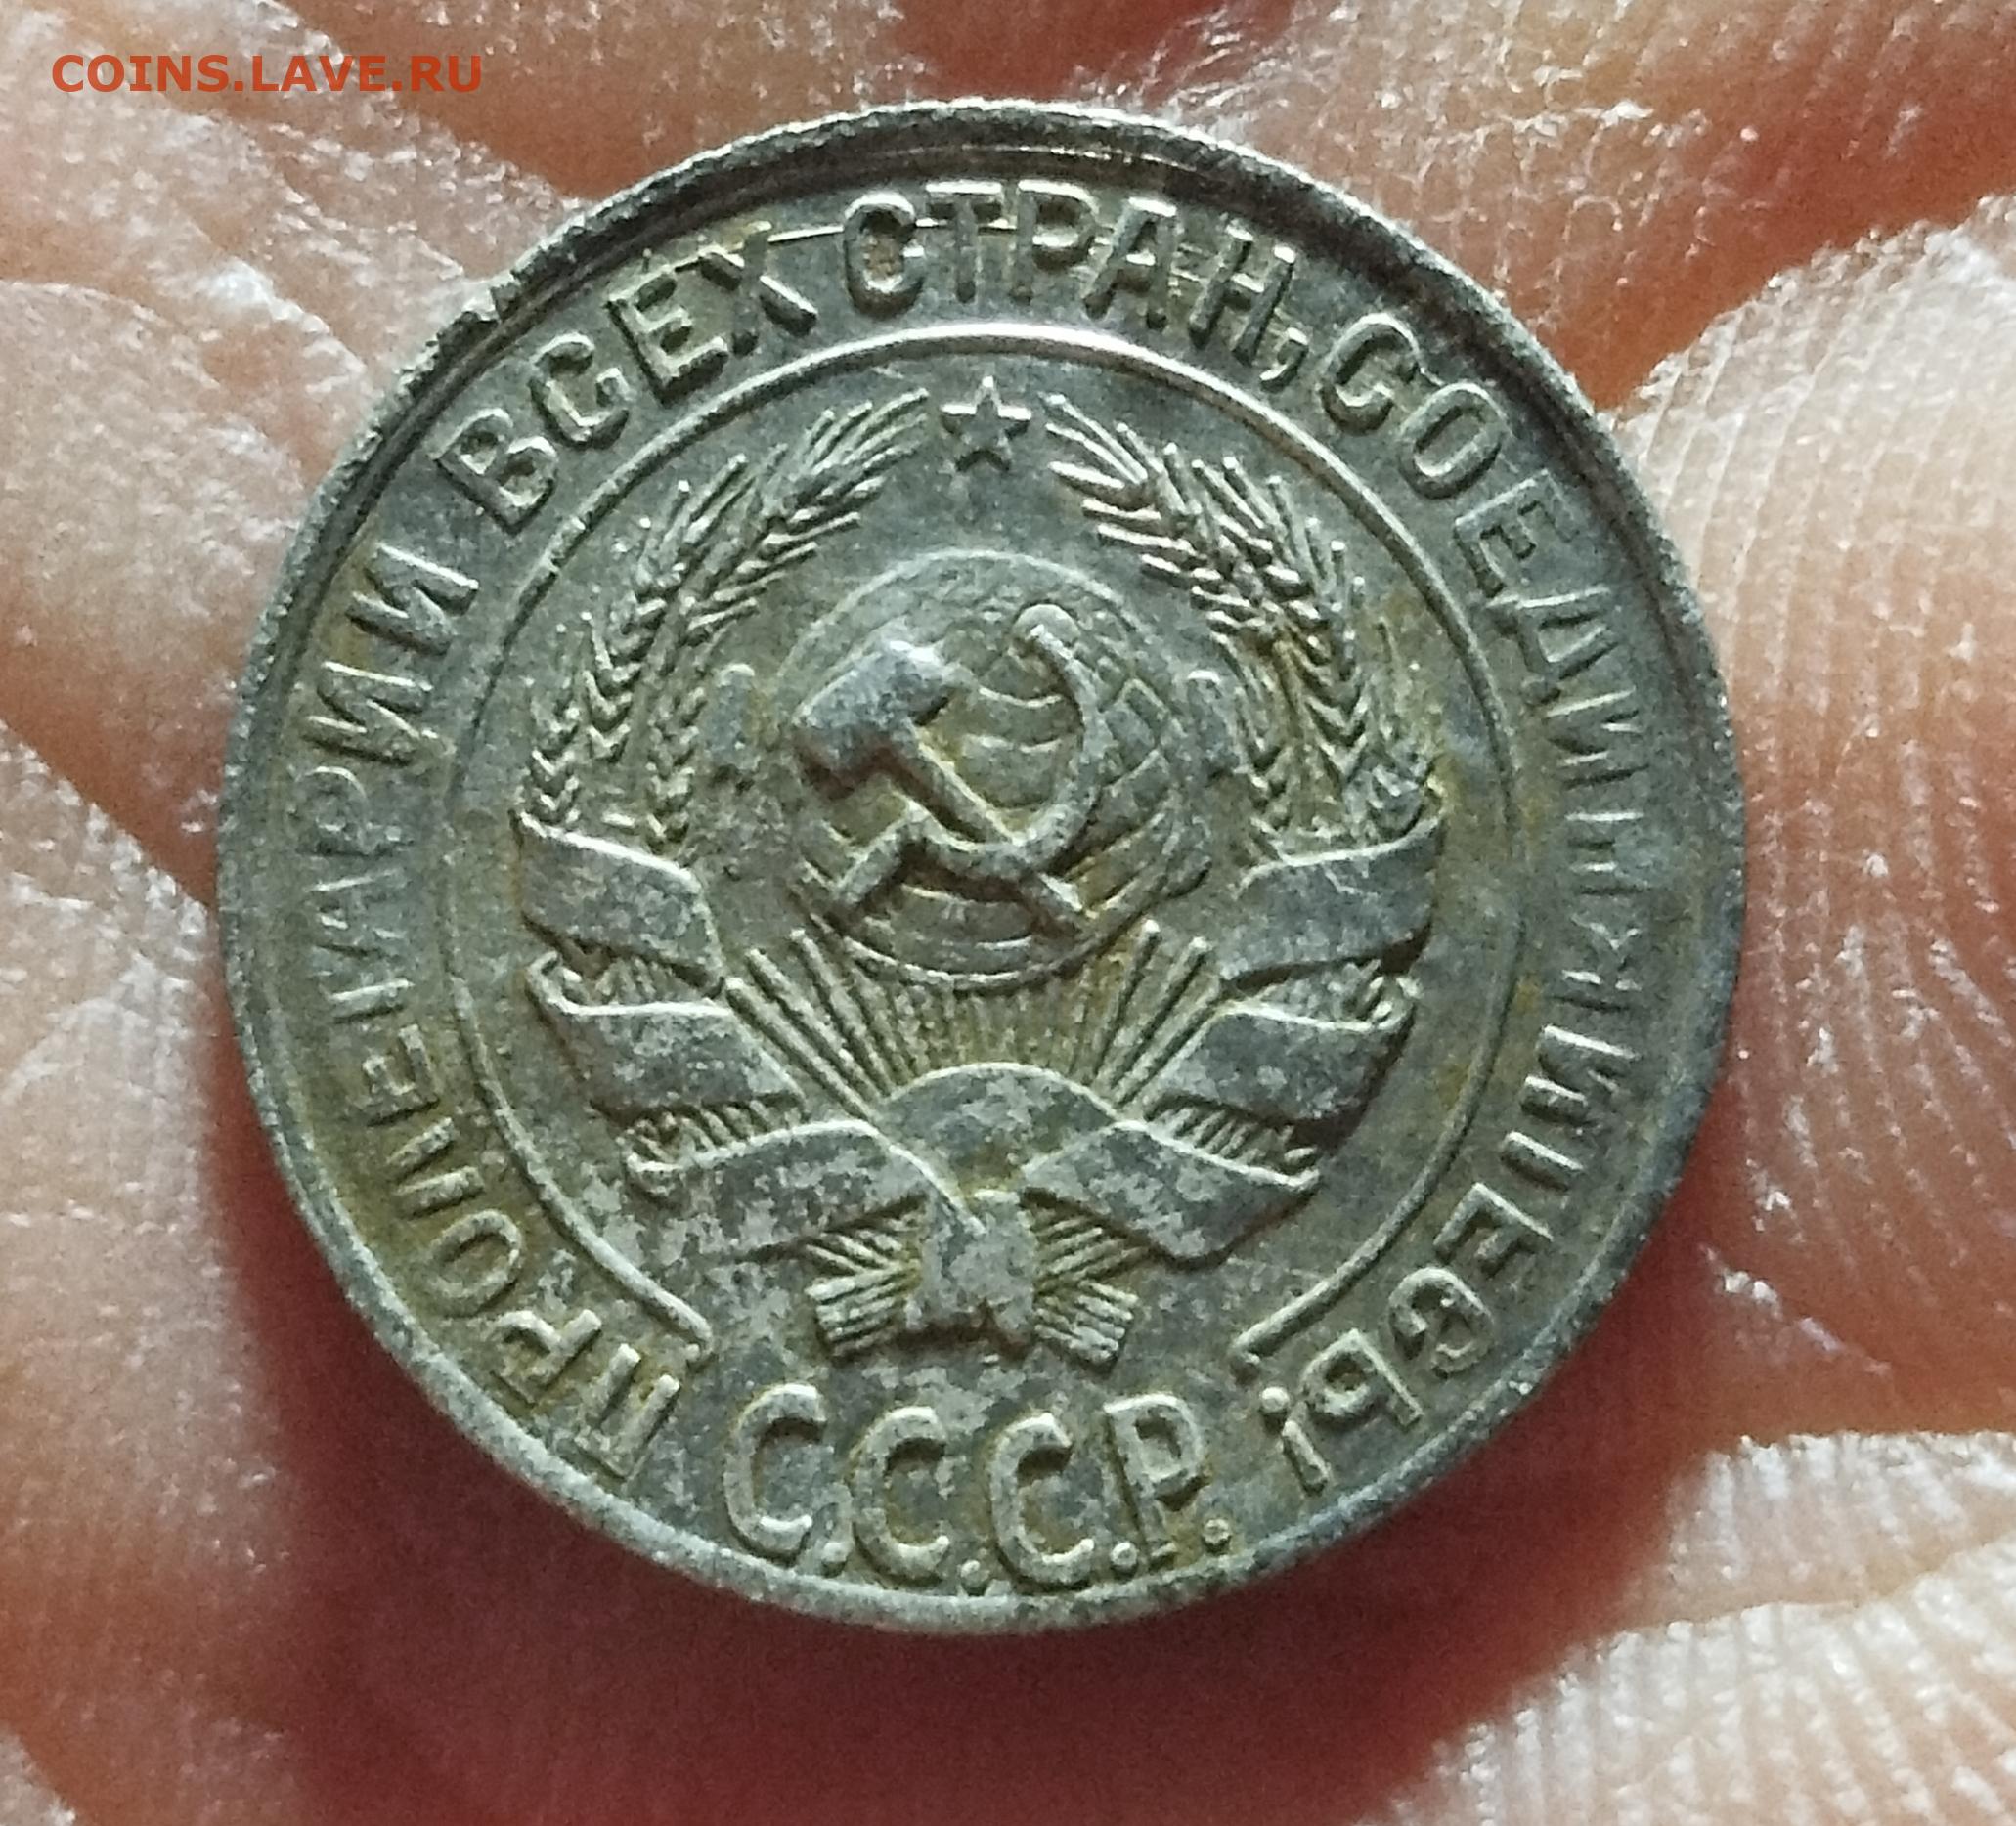 COINS.LAVE.RU
ПРОЛЕТАРИИ ВСЕХ СТРАН, СОЕДИНЯЙТЕСЬ!
С.С.С.Р.